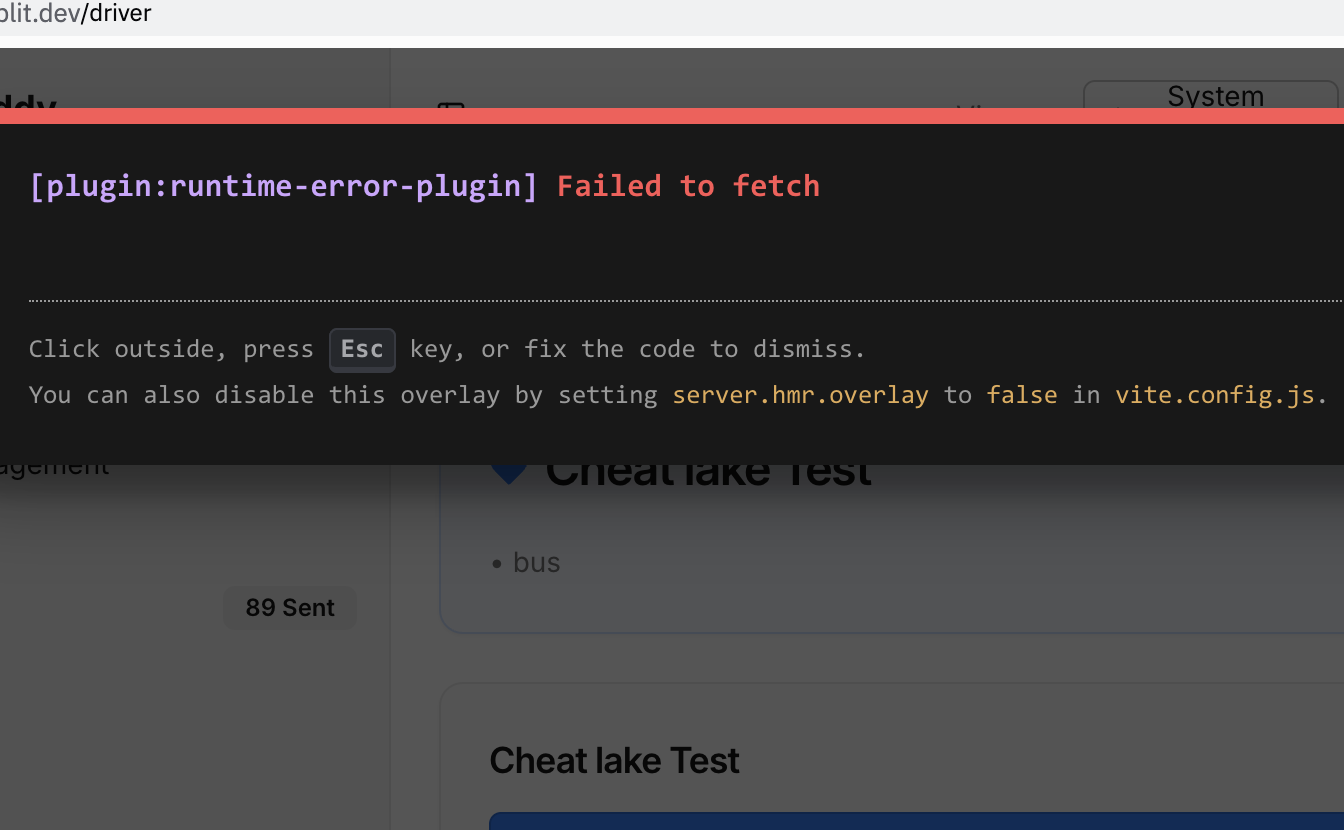 plit.dev/driver
System
[plugin:runtime-error-plugin] Failed to fetch
Click outside, press Esc key, or fix the code to dismiss.
You can also disable this overlay by setting server.hmr.overlay to false in vite.config.js.
agement
Cheat lake Test
• bus
89 Sent
Cheat lake Test